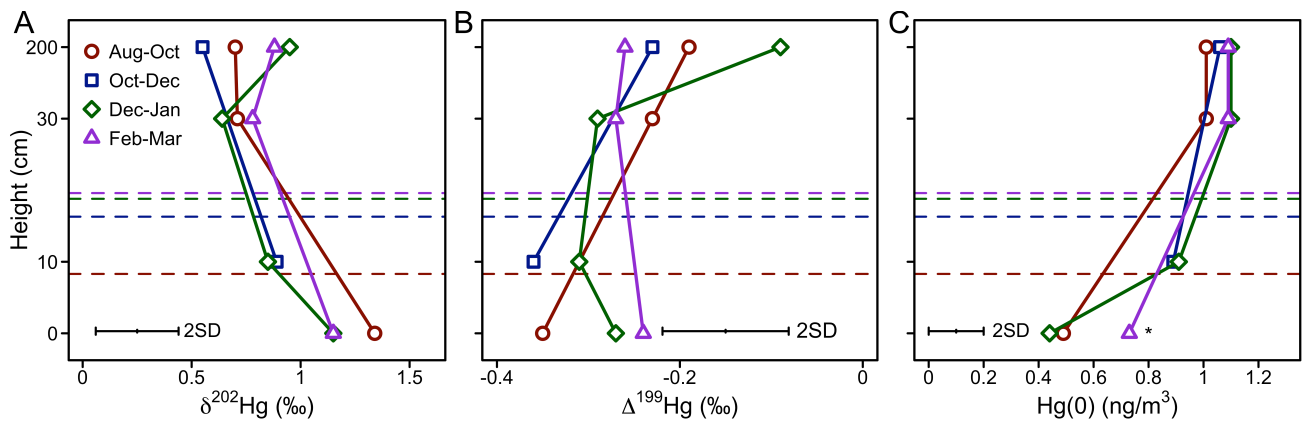 A
B
C
Height (cm)
200
30
10
0
Aug-Oct
Oct-Dec
Dec-Jan
Feb-Mar
2SD
2SD
2SD
*
0
0.5
1
1.5
-0.4
-0.2
0
0
0.2
0.4
0.6
0.8
1
1.2
δ²⁰²Hg (‰)
Δ¹⁹⁹Hg (‰)
Hg(0) (ng/m³)